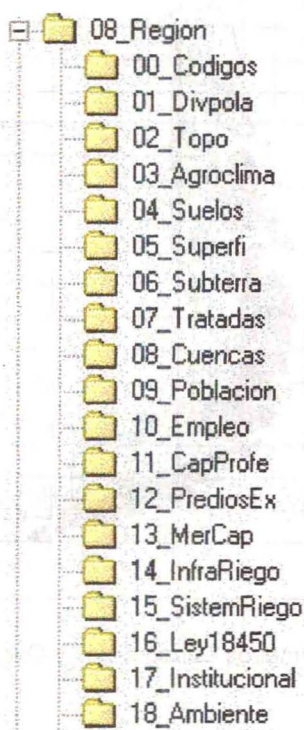 08_Region
00_Codigos
01_Divpola
02_Topo
03_Agroclima
04_Suelos
05_Superfi
06_Subterra
07_Tratadas
08_Cuencas
09_Poblacion
10_Empleo
11_CapProfe
12_PrediosEx
13_MerCap
14_InfraRiego
15_SistemRiego
16_Ley18450
17_Institucional
18_Ambiente